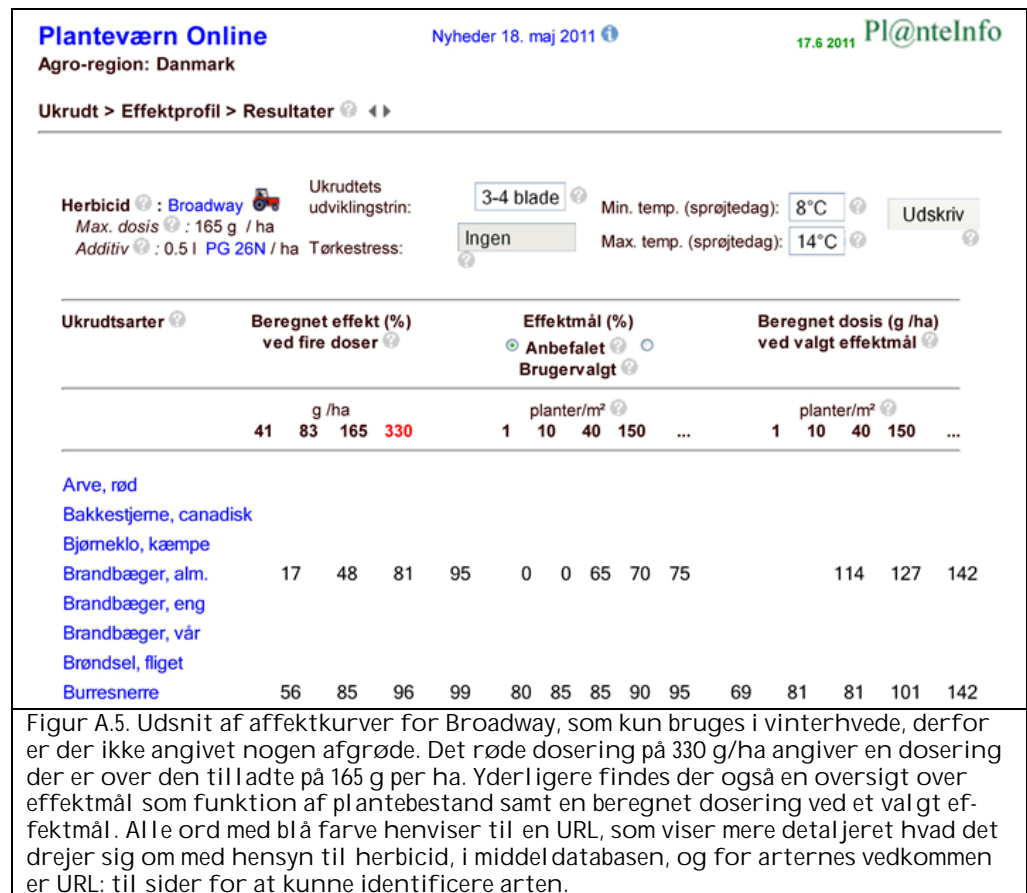 Planteværn Online Nyheder 18. maj 2011 17.6 2011 Pl@nteInfo
Agro-region: Danmark
Ukrudt > Effektprofil > Resultater
Herbicid : Broadway
Max. dosis : 165 g / ha
Additiv : 0.5 l PG 26N / ha
Ukrudtets
udviklingstrin: 3-4 blade
Tørkestress: Ingen
Min. temp. (sprøjtedag): 8°C
Max. temp. (sprøjtedag): 14°C
Udskriv
Ukrudtsarter
Beregnet effekt (%)
ved fire doser
Effektmål (%)
Anbefalet
Brugervalgt
Beregnet dosis (g /ha)
ved valgt effektmål
g /ha planter/m² planter/m²
41 83 165 330 1 10 40 150 ... 1 10 40 150 ...
Arve, rød
Bakkestjerne, canadisk
Bjørneklo, kæmpe
Brandbæger, alm. 17 48 81 95 0 0 65 70 75 114 127 142
Brandbæger, eng
Brandbæger, vår
Brøndsel, fliget
Burresnerre 56 85 96 99 80 85 85 90 95 69 81 81 101 142
Figur A.5. Udsnit af affektkurver for Broadway, som kun bruges i vinterhvede, derfor
er der ikke angivet nogen afgrøde. Det røde dosering på 330 g/ha angiver en dosering
der er over den tilladte på 165 g per ha. Yderligere findes der også en oversigt over
effektmål som funktion af plantebestand samt en beregnet dosering ved et valgt ef-
fektmål. Alle ord med blå farve henviser til en URL, som viser mere detaljeret hvad det
drejer sig om med hensyn til herbicid, i middeldatabasen, og for arternes vedkommen
er URL: til sider for at kunne identificere arten.